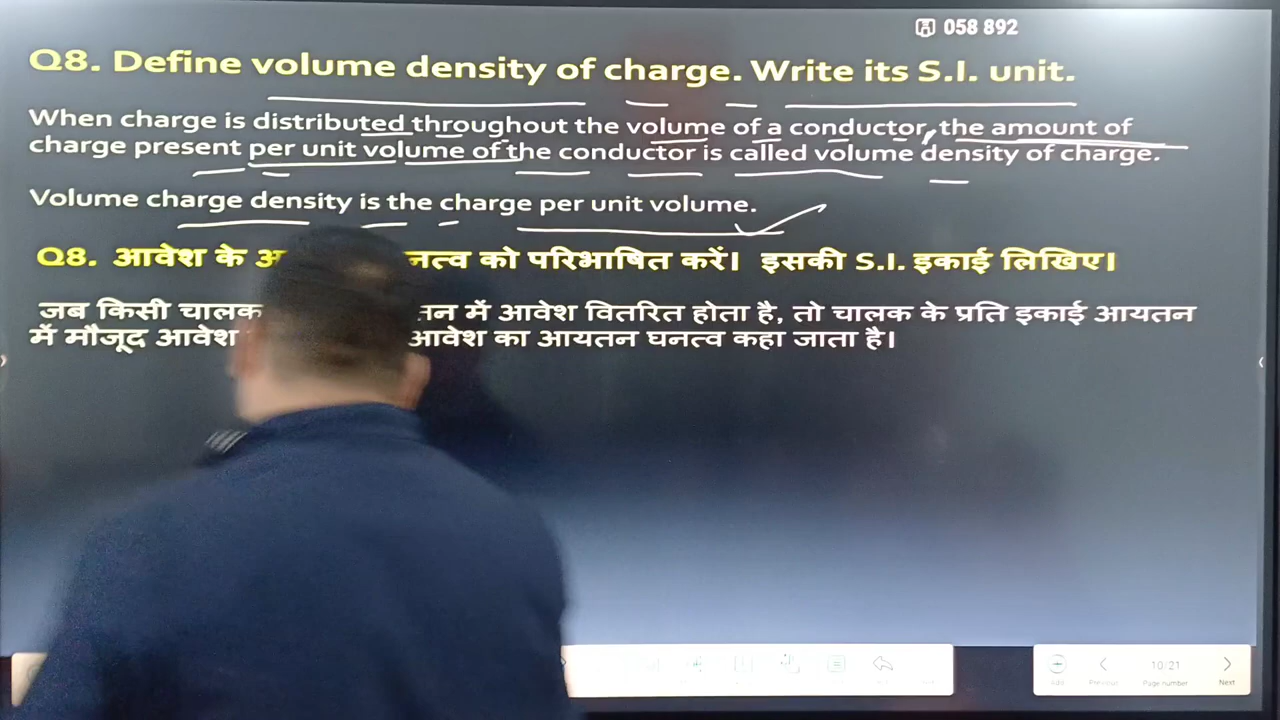 058 892
Q8. Define volume density of charge. Write its S.I. unit.
When charge is distributed throughout the volume of a conductor, the amount of
charge present per unit volume of the conductor is called volume density of charge.
Volume charge density is the charge per unit volume.
Q8. आवेश के को परिभाषित करें। इसकी S.I. इकाई लिखिए।
जब किसी चालक में आवेश वितरित होता है, तो चालक के प्रति इकाई आयतन
में मौजूद आवेश आवेश का आयतन घनत्व कहा जाता है।
10/21
Previous Page number Next